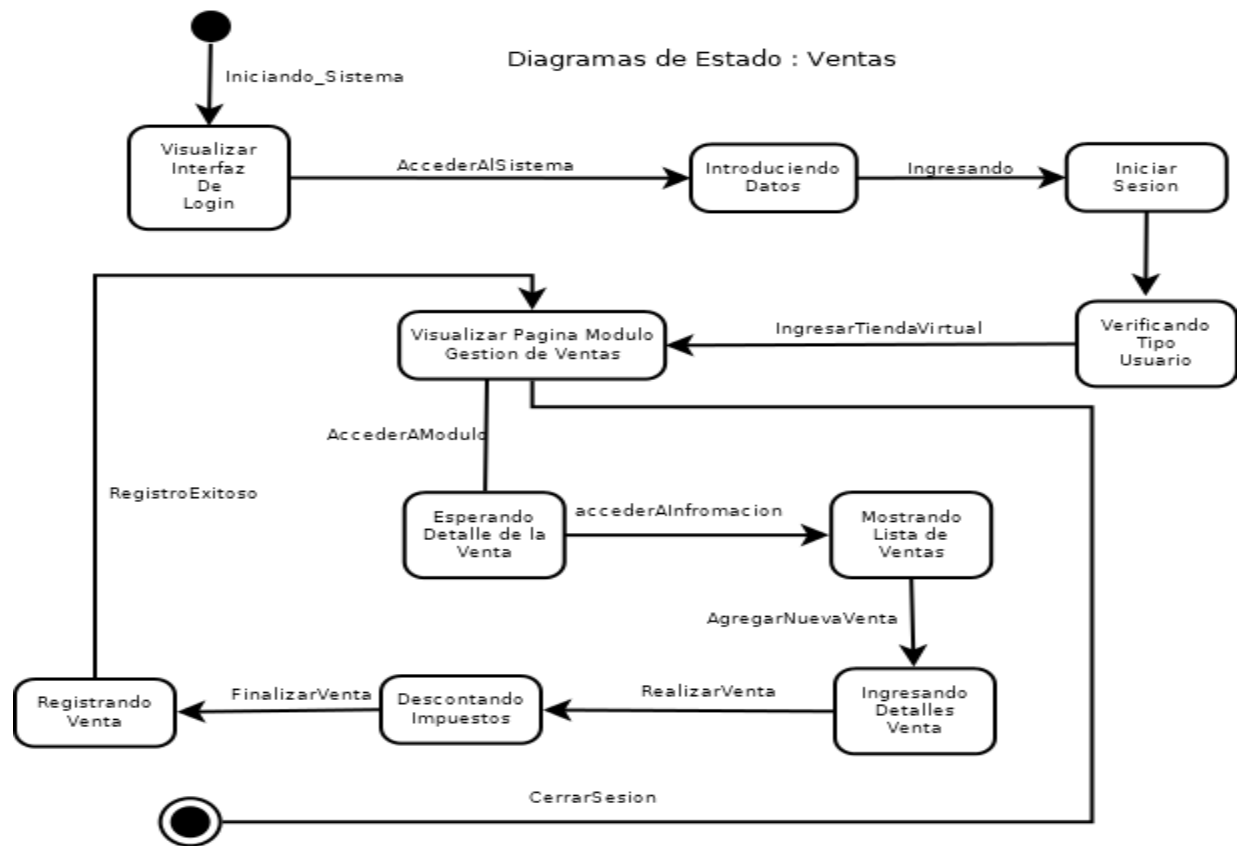 Diagramas de Estado : Ventas
Iniciando_Sistema
Visualizar
Interfaz
De
Login
AccederAlSistema
Introduciendo
Datos
Ingresando
Iniciar
Sesion
Visualizar Pagina Modulo
Gestion de Ventas
IngresarTiendaVirtual
Verificando
Tipo
Usuario
AccederAModulo
RegistroExitoso
Esperando
Detalle de la
Venta
accederAInfromacion
Mostrando
Lista de
Ventas
AgregarNuevaVenta
Registrando
Venta
FinalizarVenta
Descontando
Impuestos
RealizarVenta
Ingresando
Detalles
Venta
CerrarSesion